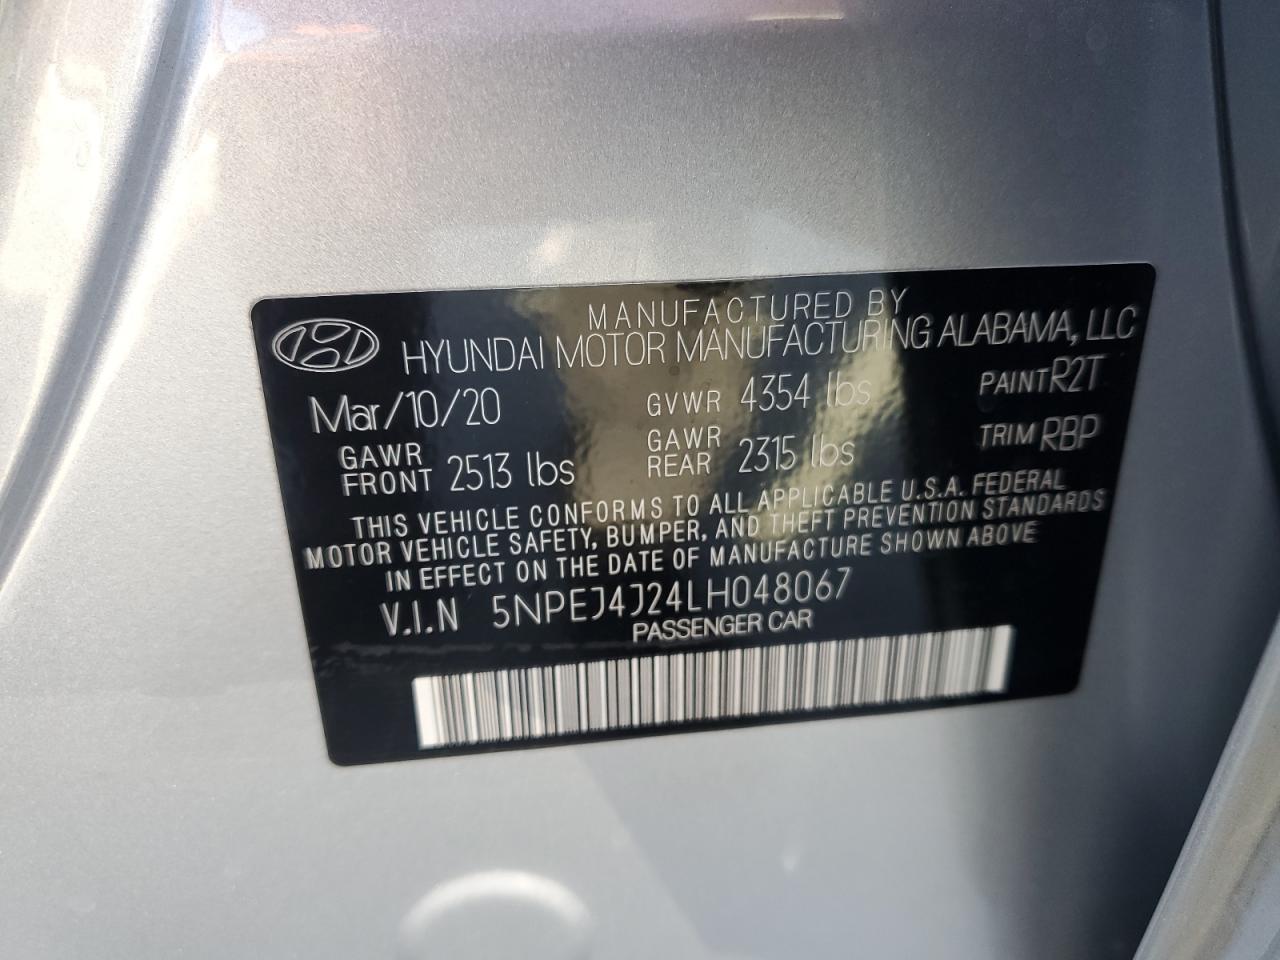 MANUFACTURED BY
HYUNDAI MOTOR MANUFACTURING ALABAMA, LLC
Mar/10/20 GVWR 4354 lbs PAINT R2T
GAWR FRONT 2513 lbs GAWR REAR 2315 lbs TRIM RBP
THIS VEHICLE CONFORMS TO ALL APPLICABLE U.S.A. FEDERAL
MOTOR VEHICLE SAFETY, BUMPER, AND THEFT PREVENTION STANDARDS
IN EFFECT ON THE DATE OF MANUFACTURE SHOWN ABOVE
V.I.N 5NPEJ4J24LH048067
PASSENGER CAR